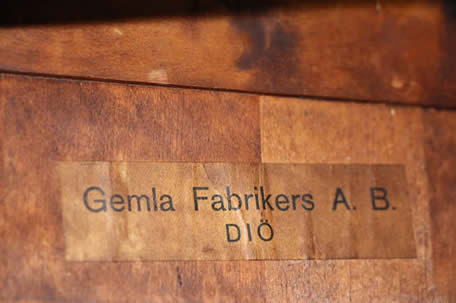 Gemla Fabrikers A. B.
DIÖ